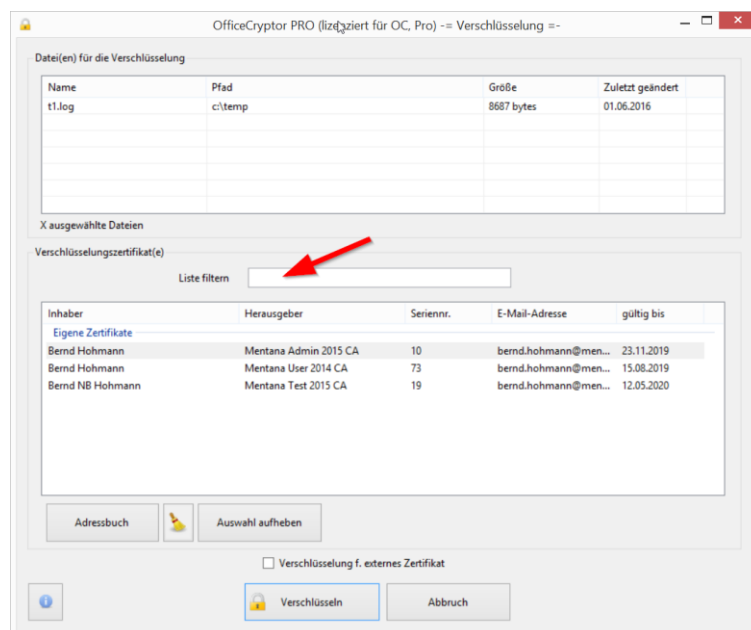 OfficeCryptor PRO (lizenziert für OC, Pro) -= Verschlüsselung =-
Datei(en) für die Verschlüsselung
Name Pfad Größe Zuletzt geändert
t1.log c:\temp 8687 bytes 01.06.2016
X ausgewählte Dateien
Verschlüsselungszertifikat(e)
Liste filtern
Inhaber Herausgeber Seriennr. E-Mail-Adresse gültig bis
Eigene Zertifikate
Bernd Hohmann Mentana Admin 2015 CA 10 bernd.hohmann@men... 23.11.2019
Bernd Hohmann Mentana User 2014 CA 73 bernd.hohmann@men... 15.08.2019
Bernd NB Hohmann Mentana Test 2015 CA 19 bernd.hohmann@men... 12.05.2020
Adressbuch Auswahl aufheben
Verschlüsselung f. externes Zertifikat
Verschlüsseln Abbruch